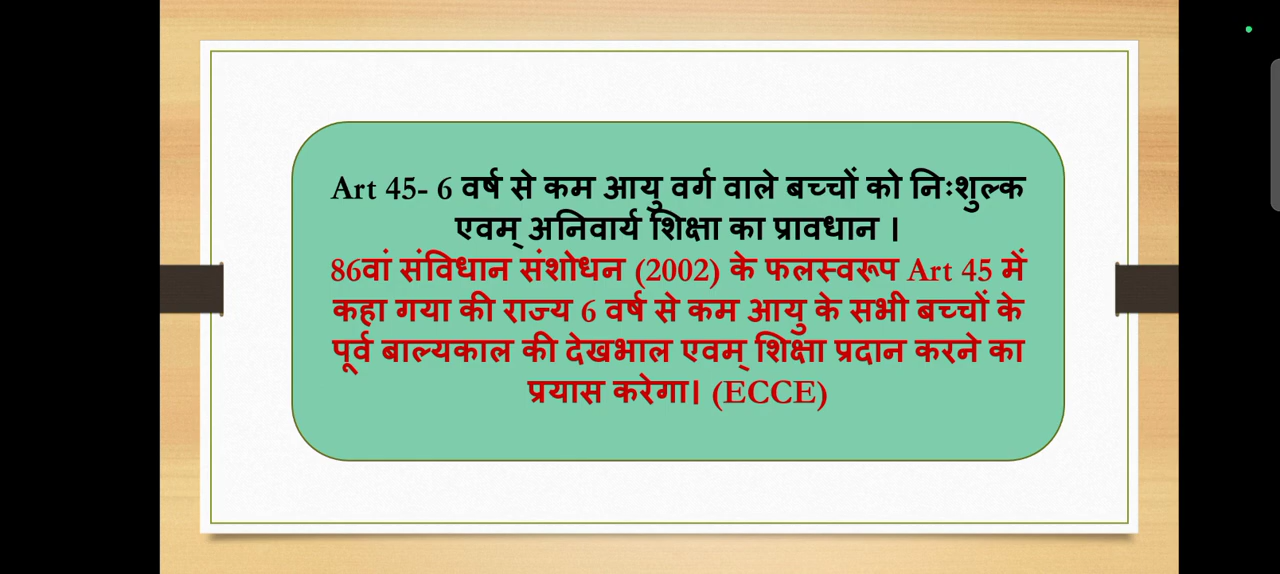 Art 45- 6 वर्ष से कम आयु वर्ग वाले बच्चों को निःशुल्क
एवम् अनिवार्य शिक्षा का प्रावधान ।
86वां संविधान संशोधन (2002) के फलस्वरूप Art 45 में
कहा गया की राज्य 6 वर्ष से कम आयु के सभी बच्चों के
पूर्व बाल्यकाल की देखभाल एवम् शिक्षा प्रदान करने का
प्रयास करेगा। (ECCE)